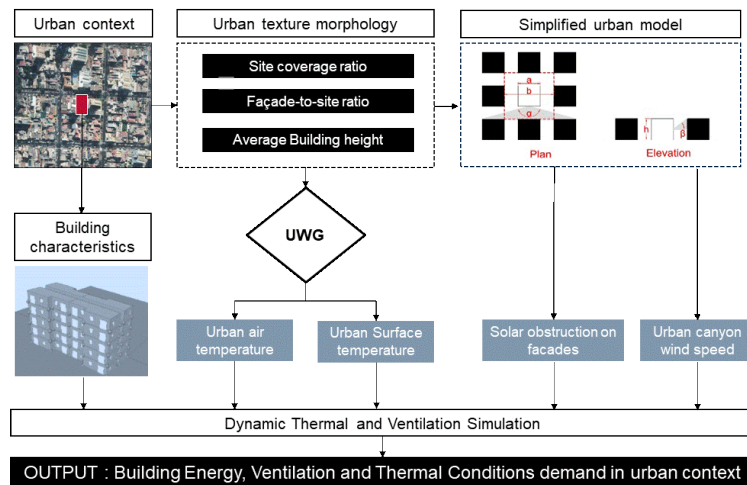 Urban context
Urban texture morphology
Simplified urban model
Site coverage ratio
Façade-to-site ratio
Average Building height
a
b
α
h
β
Plan
Elevation
Building
characteristics
UWG
Urban air
temperature
Urban Surface
temperature
Solar obstruction on
facades
Urban canyon
wind speed
Dynamic Thermal and Ventilation Simulation
OUTPUT : Building Energy, Ventilation and Thermal Conditions demand in urban context